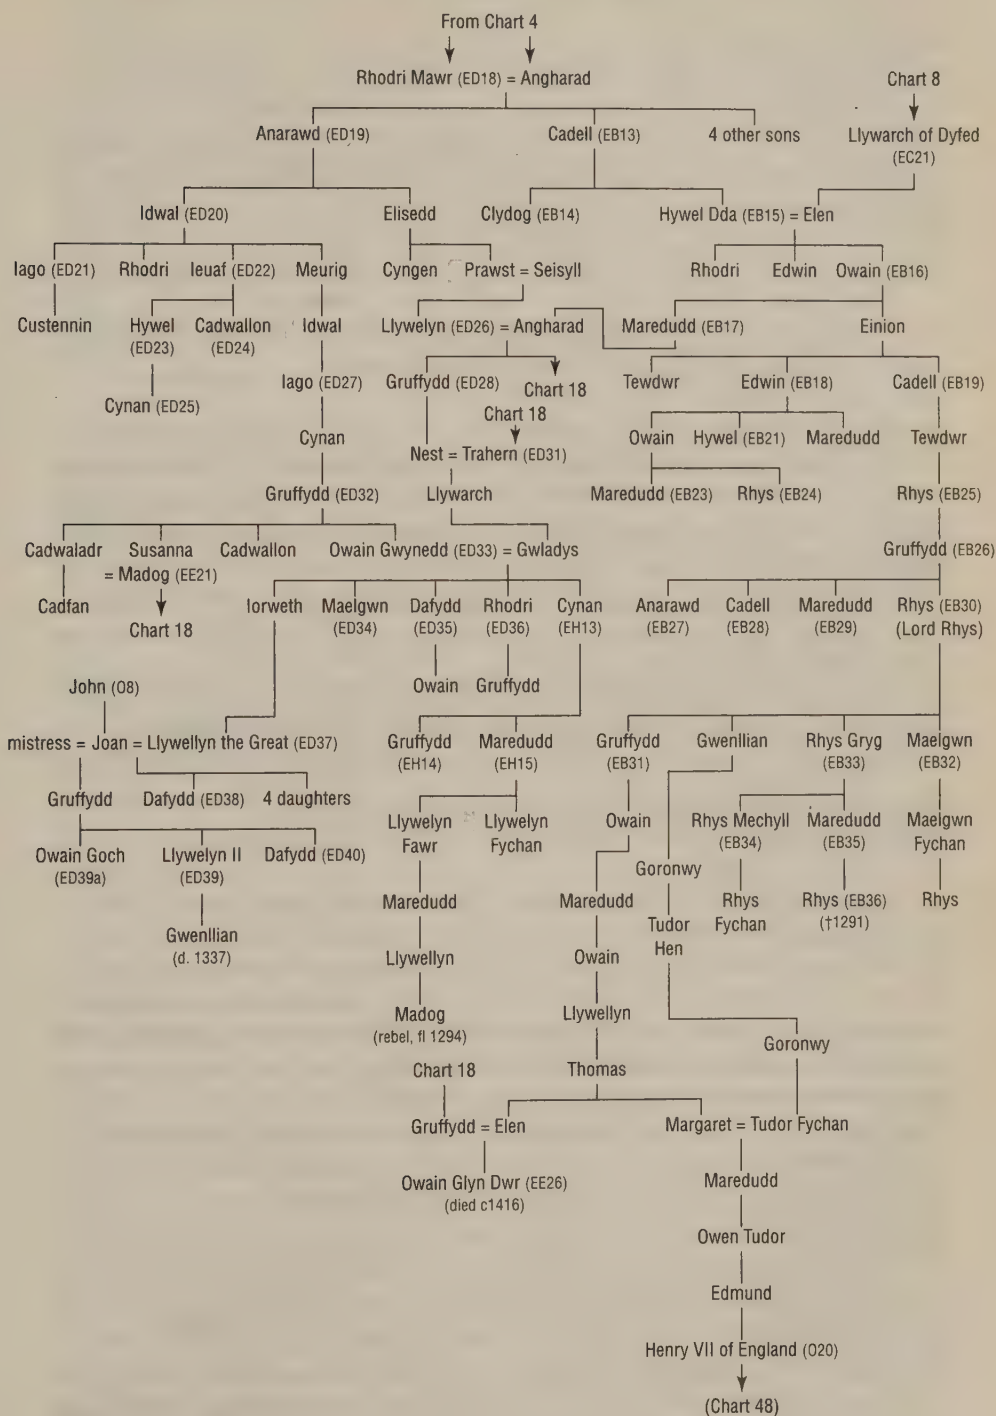 From Chart 4
Rhodri Mawr (ED18) = Angharad
Chart 8
Anarawd (ED19) Cadell (EB13) 4 other sons Llywarch of Dyfed
(EC21)
Idwal (ED20) Elisedd Clydog (EB14) Hywel Dda (EB15) = Elen
Iago (ED21) Rhodri Ieuaf (ED22) Meurig Cyngen Prawst = Seisyll Rhodri Edwin Owain (EB16)
Custennin Hywel Cadwallon Idwal Llywelyn (ED26) = Angharad Maredudd (EB17) Einion
(ED23) (ED24)
Iago (ED27) Gruffydd (ED28) Chart 18 Tewdwr Edwin (EB18) Cadell (EB19)
Cynan (ED25) Chart 18
Cynan Nest = Trahern (ED31) Owain Hywel (EB21) Maredudd Tewdwr
Gruffydd (ED32) Llywarch Maredudd (EB23) Rhys (EB24) Rhys (EB25)
Cadwaladr Susanna Cadwallon Owain Gwynedd (ED33) = Gwladys Gruffydd (EB26)
= Madog (EE21)
Cadfan Chart 18 Iorweth Maelgwn Dafydd Rhodri Cynan Anarawd Cadell Maredudd Rhys (EB30)
(ED34) (ED35) (ED36) (EH13) (EB27) (EB28) (EB29) (Lord Rhys)
Owain Gruffydd
John (O8)
mistress = Joan = Llywellyn the Great (ED37) Gruffydd Maredudd Gruffydd Gwenllian Rhys Gryg Maelgwn
(EH14) (EH15) (EB31) (EB33) (EB32)
Gruffydd Dafydd (ED38) 4 daughters Llywelyn Llywelyn Owain Rhys Mechyll Maredudd Maelgwn
Fawr Fychan (EB34) (EB35) Fychan
Owain Goch Llywelyn II Dafydd (ED40) Goronwy
(ED39a) (ED39)
Maredudd Maredudd Tudor Rhys Rhys (EB36) Rhys
Hen Fychan (†1291)
Gwenllian
(d. 1337)
Llywellyn Owain
Madog Llywellyn
(rebel, fl 1294)
Goronwy
Chart 18 Thomas
Gruffydd = Elen Margaret = Tudor Fychan
Owain Glyn Dwr (EE26) Maredudd
(died c1416)
Owen Tudor
Edmund
Henry VII of England (O20)
(Chart 48)